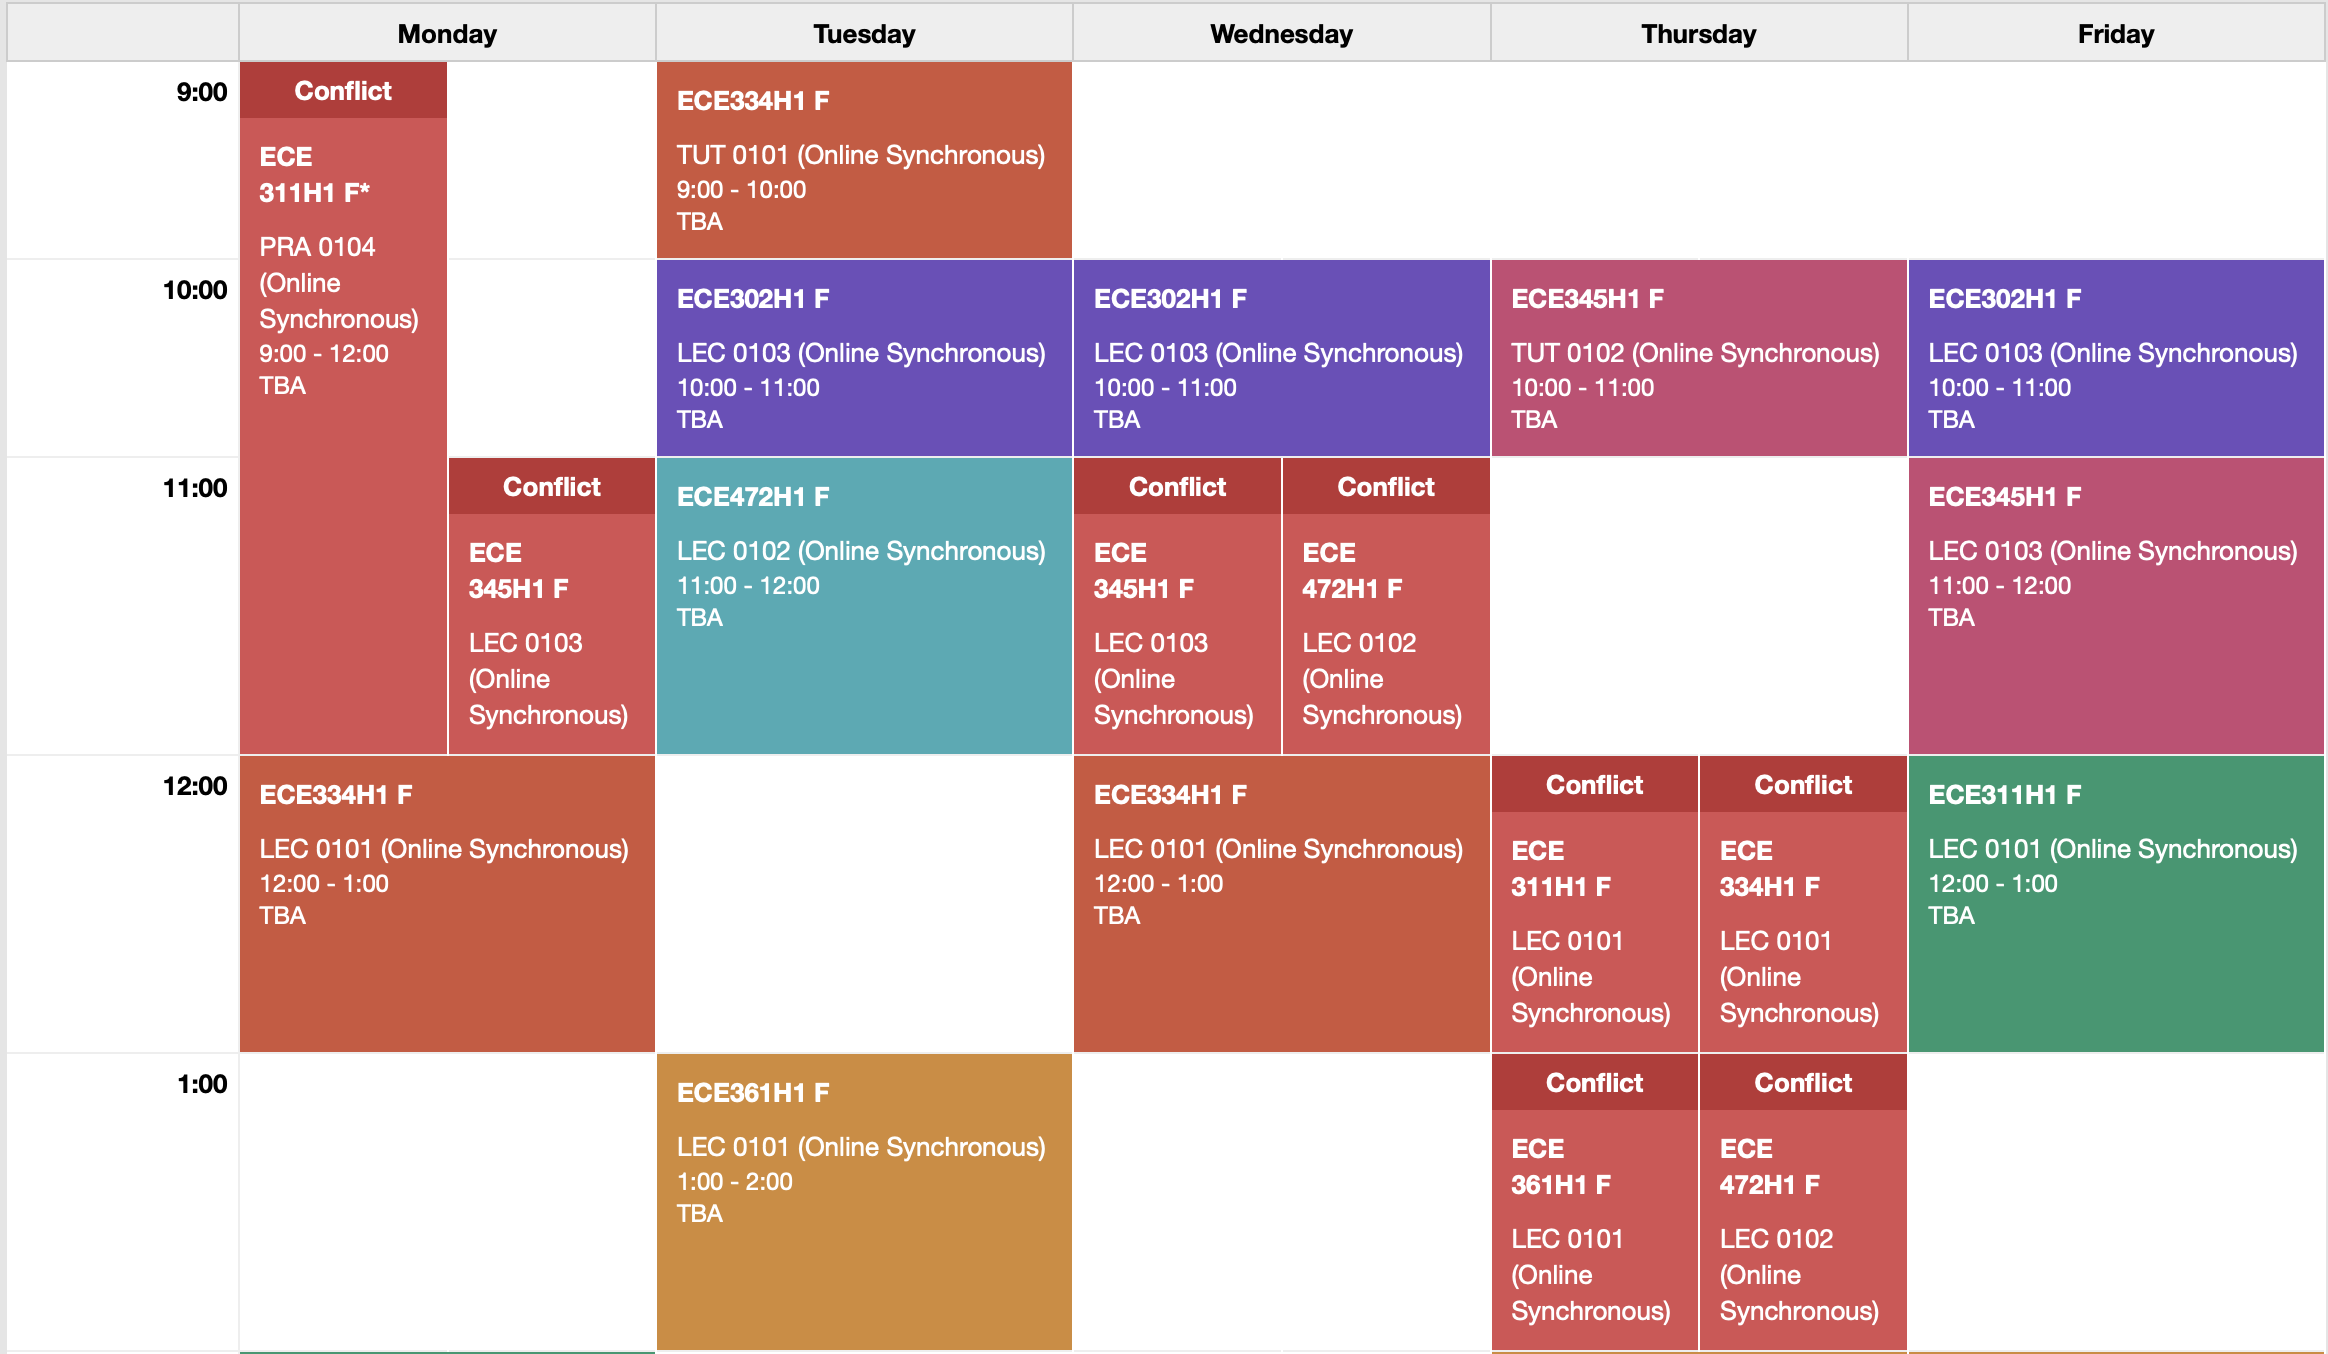 Monday Tuesday Wednesday Thursday Friday
9:00
Conflict
ECE
311H1 F*
PRA 0104
(Online
Synchronous)
9:00 - 12:00
TBA
ECE334H1 F
TUT 0101 (Online Synchronous)
9:00 - 10:00
TBA
10:00
ECE302H1 F
LEC 0103 (Online Synchronous)
10:00 - 11:00
TBA
ECE302H1 F
LEC 0103 (Online Synchronous)
10:00 - 11:00
TBA
ECE345H1 F
TUT 0102 (Online Synchronous)
10:00 - 11:00
TBA
ECE302H1 F
LEC 0103 (Online Synchronous)
10:00 - 11:00
TBA
11:00
Conflict
ECE
345H1 F
LEC 0103
(Online
Synchronous)
ECE472H1 F
LEC 0102 (Online Synchronous)
11:00 - 12:00
TBA
Conflict
ECE
345H1 F
LEC 0103
(Online
Synchronous)
Conflict
ECE
472H1 F
LEC 0102
(Online
Synchronous)
ECE345H1 F
LEC 0103 (Online Synchronous)
11:00 - 12:00
TBA
12:00
ECE334H1 F
LEC 0101 (Online Synchronous)
12:00 - 1:00
TBA
ECE334H1 F
LEC 0101 (Online Synchronous)
12:00 - 1:00
TBA
Conflict
ECE
311H1 F
LEC 0101
(Online
Synchronous)
Conflict
ECE
334H1 F
LEC 0101
(Online
Synchronous)
ECE311H1 F
LEC 0101 (Online Synchronous)
12:00 - 1:00
TBA
1:00
ECE361H1 F
LEC 0101 (Online Synchronous)
1:00 - 2:00
TBA
Conflict
ECE
361H1 F
LEC 0101
(Online
Synchronous)
Conflict
ECE
472H1 F
LEC 0102
(Online
Synchronous)